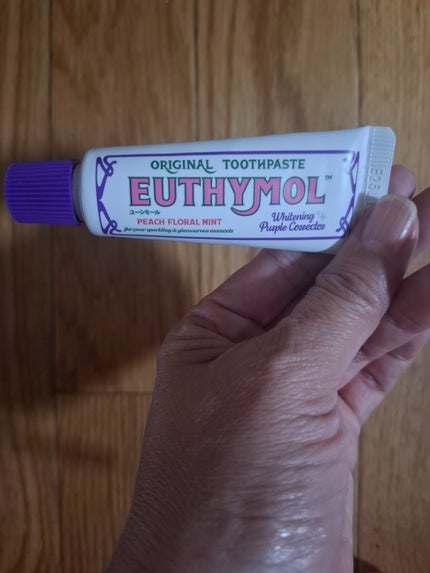 ORIGINAL TOOTHPASTE
EUTHYMOL™
ユーシモール
PEACH FLORAL MINT
for your sparkling & glamourous moments
Whitening
Purple Corrector